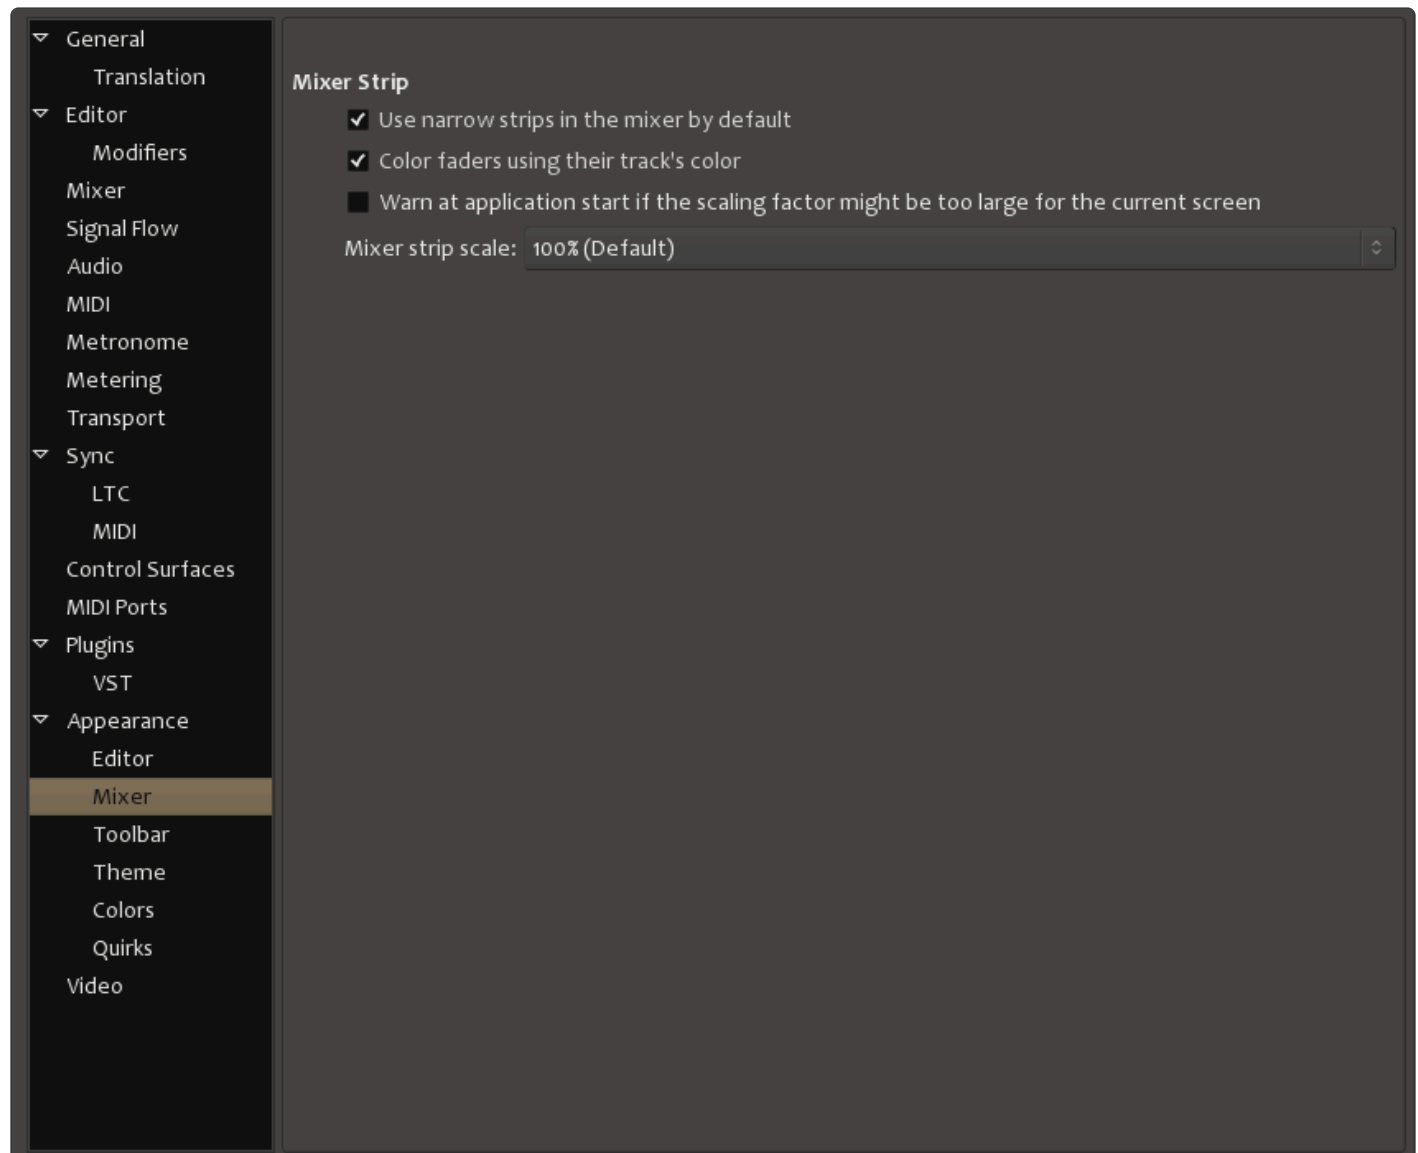 General
Translation
Editor
Modifiers
Mixer
Signal Flow
Audio
MIDI
Metronome
Metering
Transport
Sync
LTC
MIDI
Control Surfaces
MIDI Ports
Plugins
VST
Appearance
Editor
Mixer
Toolbar
Theme
Colors
Quirks
Video
Mixer Strip
Use narrow strips in the mixer by default
Color faders using their track's color
Warn at application start if the scaling factor might be too large for the current screen
Mixer strip scale: 100% (Default)